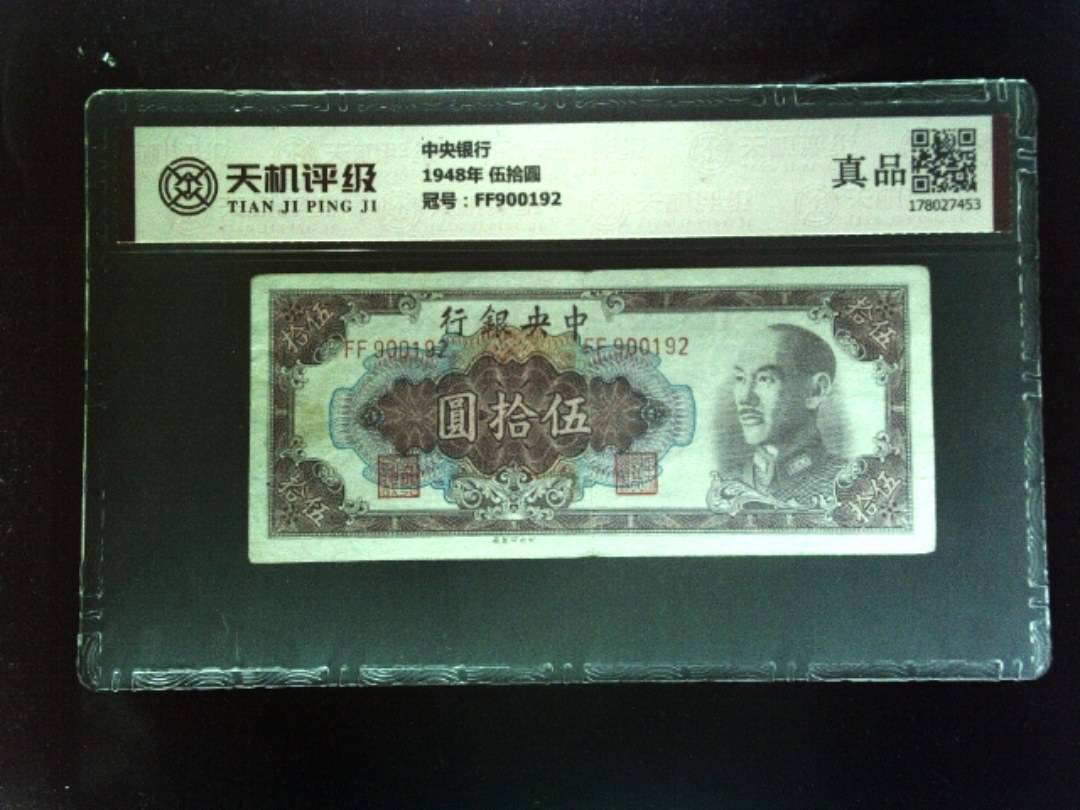 天机评级
TIAN JI PING JI
中央银行
1948年 伍拾圓
冠号：FF900192
真品
178027453
行銀央中
FF 900192
FF 900192
圓拾伍
拾伍
拾伍
拾伍
拾伍